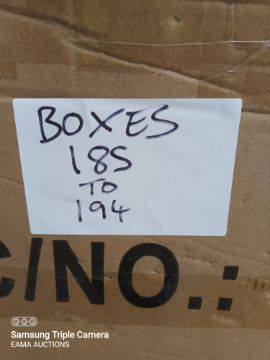 BOXES
185
TO
194
C/NO.:
Samsung Triple Camera
EAMA AUCTIONS